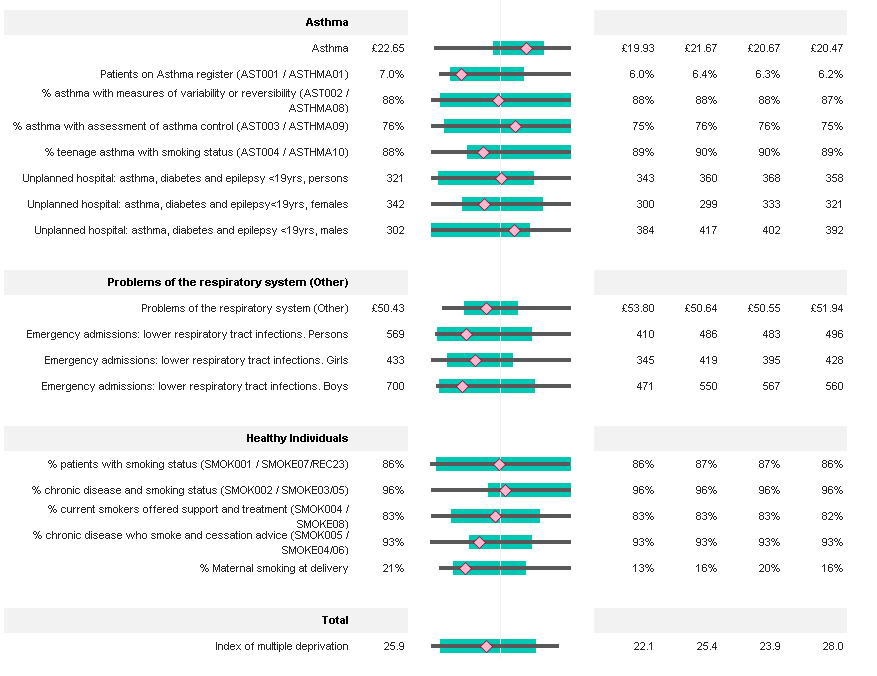 Asthma
Asthma £22.65 £19.93 £21.67 £20.67 £20.47
Patients on Asthma register (AST001 / ASTHMA01) 7.0% 6.0% 6.4% 6.3% 6.2%
% asthma with measures of variability or reversibility (AST002 /
ASTHMA08) 88% 88% 88% 88% 87%
% asthma with assessment of asthma control (AST003 / ASTHMA09) 76% 75% 76% 76% 75%
% teenage asthma with smoking status (AST004 / ASTHMA10) 88% 89% 90% 90% 89%
Unplanned hospital: asthma, diabetes and epilepsy <19yrs, persons 321 343 360 368 358
Unplanned hospital: asthma, diabetes and epilepsy<19yrs, females 342 300 299 333 321
Unplanned hospital: asthma, diabetes and epilepsy <19yrs, males 302 384 417 402 392
Problems of the respiratory system (Other)
Problems of the respiratory system (Other) £50.43 £53.80 £50.64 £50.55 £51.94
Emergency admissions: lower respiratory tract infections. Persons 569 410 486 483 496
Emergency admissions: lower respiratory tract infections. Girls 433 345 419 395 428
Emergency admissions: lower respiratory tract infections. Boys 700 471 550 567 560
Healthy Individuals
% patients with smoking status (SMOK001 / SMOKE07/REC23) 86% 86% 87% 87% 86%
% chronic disease and smoking status (SMOK002 / SMOKE03/05) 96% 96% 96% 96% 96%
% current smokers offered support and treatment (SMOK004 /
SMOKE08) 83% 83% 83% 83% 82%
% chronic disease who smoke and cessation advice (SMOK005 /
SMOKE04/06) 93% 93% 93% 93% 93%
% Maternal smoking at delivery 21% 13% 16% 20% 16%
Total
Index of multiple deprivation 25.9 22.1 25.4 23.9 28.0